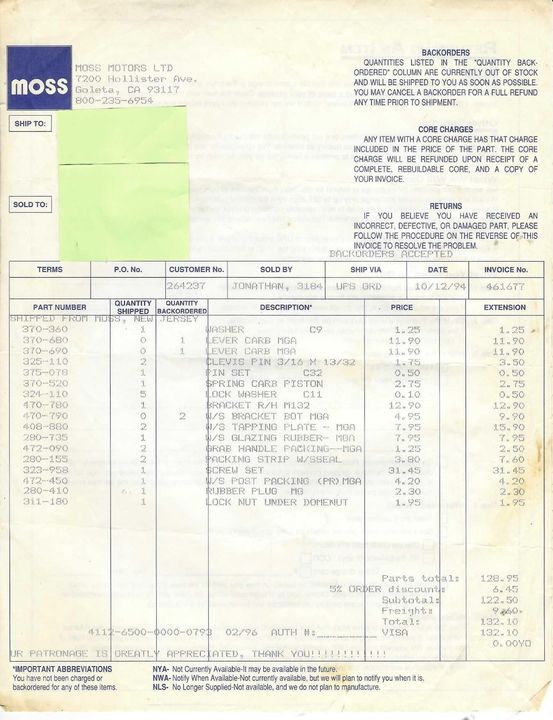 moss
MOSS MOTORS LTD
7200 Hollister Ave.
Goleta, CA 93117
800-235-6954
BACKORDERS
QUANTITIES LISTED IN THE "QUANTITY BACK-
ORDERED" COLUMN ARE CURRENTLY OUT OF STOCK
AND WILL BE SHIPPED TO YOU AS SOON AS POSSIBLE.
YOU MAY CANCEL A BACKORDER FOR A FULL REFUND
ANY TIME PRIOR TO SHIPMENT.
SHIP TO:
CORE CHARGES
ANY ITEM WITH A CORE CHARGE HAS THAT CHARGE
INCLUDED IN THE PRICE OF THE PART. THE CORE
CHARGE WILL BE REFUNDED UPON RECEIPT OF A
COMPLETE, REBUILDABLE CORE, AND A COPY OF
YOUR INVOICE.
SOLD TO:
RETURNS
IF YOU BELIEVE YOU HAVE RECEIVED AN
INCORRECT, DEFECTIVE, OR DAMAGED PART, PLEASE
FOLLOW THE PROCEDURE ON THE REVERSE OF THIS
INVOICE TO RESOLVE THE PROBLEM.
BACKORDERS ACCEPTED
TERMS P.O. No. CUSTOMER No. SOLD BY SHIP VIA DATE INVOICE No.
264237 JONATHAN, 3184 UPS GRD 10/12/94 461677
PART NUMBER QUANTITY SHIPPED QUANTITY BACKORDERED DESCRIPTION* PRICE EXTENSION
SHIPPED FROM MOSS, NEW JERSEY
370-360 1 WASHER C9 1.25 1.25
370-680 0 1 LEVER CARB MGA 11.90 11.90
370-690 0 1 LEVER CARB MGA 11.90 11.90
325-110 2 CLEVIS PIN 3/16 X 13/32 1.75 3.50
375-078 1 PIN SET C32 0.50 0.50
370-520 1 SPRING CARB PISTON 2.75 2.75
324-110 5 LOCK WASHER C11 0.10 0.50
470-780 1 BRACKET R/H M132 12.90 12.90
470-790 0 2 W/S BRACKET BOT MGA 4.95 9.90
408-880 2 W/S TAPPING PLATE - MGA 7.95 15.90
280-735 1 W/S GLAZING RUBBER- MGA 7.95 7.95
472-090 2 GRAB HANDLE PACKING--MGA 1.25 2.50
280-155 2 PACKING STRIP W/SSEAL 3.80 7.60
323-958 1 SCREW SET 31.45 31.45
472-450 1 W/S POST PACKING (PR) MGA 4.20 4.20
280-410 1 RUBBER PLUG MG 2.30 2.30
311-180 1 LOCK NUT UNDER DOMENUT 1.95 1.95
Parts total: 128.95
5% ORDER discount: 6.45
Subtotal: 122.50
Freight: 9.60
Total: 132.10
4112-6500-0000-0793 02/96 AUTH #: VISA 132.10
0.00YO
UR PATRONAGE IS GREATLY APPRECIATED, THANK YOU!!!!!!!!!!!!
*IMPORTANT ABBREVIATIONS
You have not been charged or
backordered for any of these items.
NYA- Not Currently Available-It may be available in the future.
NWA- Notify When Available-Not currently available, but we will plan to notify you when it is.
NLS- No Longer Supplied-Not available, and we do not plan to manufacture.